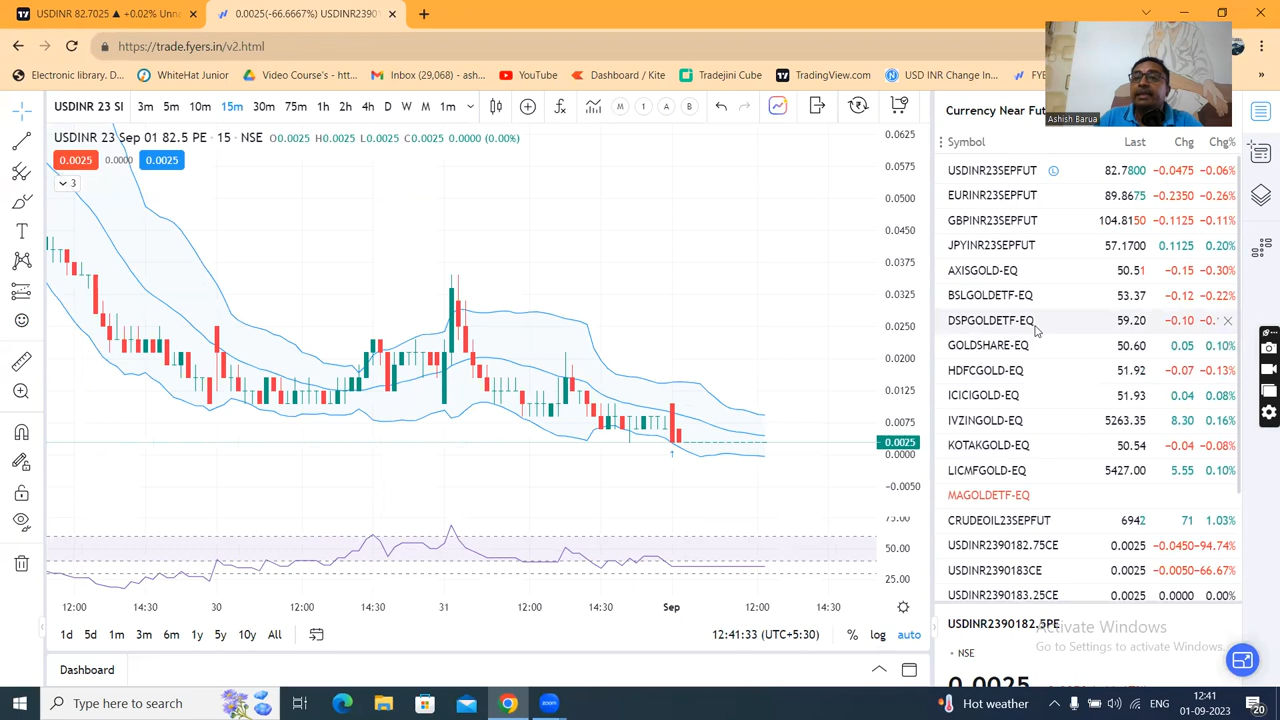 USDINR 82.7025 ▲ +0.02% Unna
0.0025(-66.6667%) USDINR2390
https://trade.fyers.in/v2.html
Electronic library. D...
WhiteHat Junior
Video Course's - htt...
Inbox (29,068) - ash...
YouTube
Dashboard / Kite
Tradejini Cube
TradingView.com
USD INR Change In...
FYE
»
USDINR 23 SI
3m 5m 10m 15m 30m 75m 1h 2h 4h D W M 1m
M 1 A B
Currency Near Fut
Ashish Barua
USDINR 23 Sep 01 82.5 PE · 15 · NSE O0.0025 H0.0025 L0.0025 C0.0025 0.0000 (0.00%)
0.0025 0.0000 0.0025
3
0.0625
0.0575
0.0500
0.0450
0.0375
0.0325
0.0250
0.0200
0.0125
0.0075
0.0025
0.0000
−0.0050
75.00
50.00
25.00
12:00 14:30 30 12:00 14:30 31 12:00 14:30 Sep 12:00 14:30
1d 5d 1m 3m 6m 1y 5y 10y All
12:41:33 (UTC+5:30) % log auto
Dashboard
Symbol Last Chg Chg%
USDINR23SEPFUT L 82.7800 −0.0475 −0.06%
EURINR23SEPFUT 89.8675 −0.2350 −0.26%
GBPINR23SEPFUT 104.8150 −0.1125 −0.11%
JPYINR23SEPFUT 57.1700 0.1125 0.20%
AXISGOLD-EQ 50.51 −0.15 −0.30%
BSLGOLDETF-EQ 53.37 −0.12 −0.22%
DSPGOLDETF-EQ 59.20 −0.10 −0.
GOLDSHARE-EQ 50.60 0.05 0.10%
HDFCGOLD-EQ 51.92 −0.07 −0.13%
ICICIGOLD-EQ 51.93 0.04 0.08%
IVZINGOLD-EQ 5263.35 8.30 0.16%
KOTAKGOLD-EQ 50.54 −0.04 −0.08%
LICMFGOLD-EQ 5427.00 5.55 0.10%
MAGOLDETF-EQ
CRUDEOIL23SEPFUT 6942 71 1.03%
USDINR2390182.75CE 0.0025 −0.0450 −94.74%
USDINR2390183CE 0.0025 −0.0050 −66.67%
USDINR2390183.25CE 0.0025 0.0000 0.00%
USDINR2390182.5PE
Activate Windows
Go to Settings to activate Windows.
NSE
0.0025
Type here to search
zoom
Hot weather
ENG
12:41
01-09-2023
20